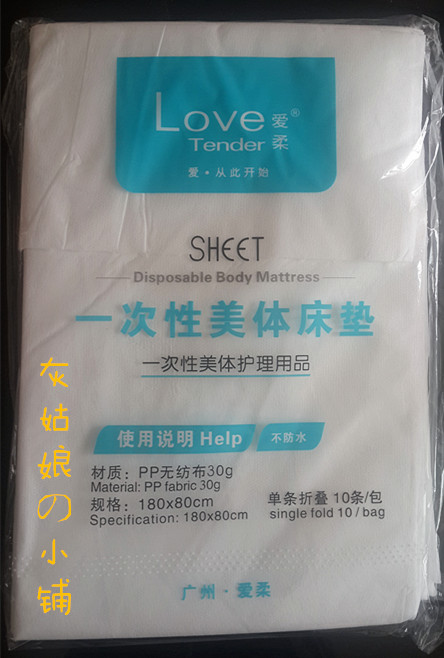 Love 爱柔®
Tender
爱·从此开始
SHEET
Disposable Body Mattress
一次性美体床垫
一次性美体护理用品
使用说明 Help 不防水
材质：PP无纺布30g
Material: PP fabric 30g
规格：180x80cm
Specification: 180x80cm
单条折叠 10条/包
single fold 10 / bag
广州·爱柔
灰姑娘の小铺